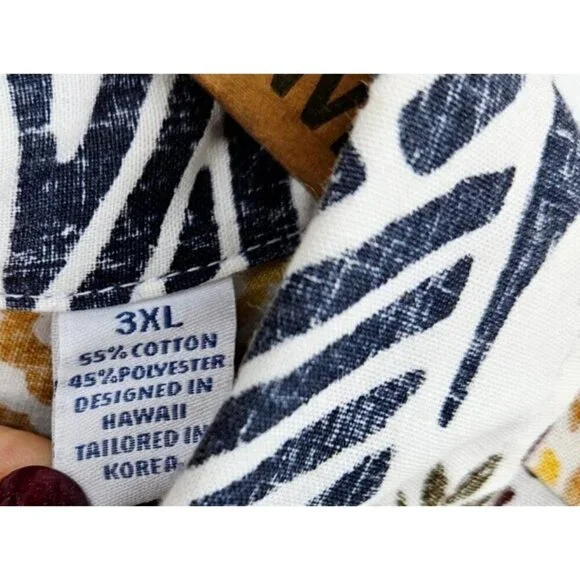 3XL
55% COTTON
45% POLYESTER
DESIGNED IN
HAWAII
TAILORED IN
KOREA